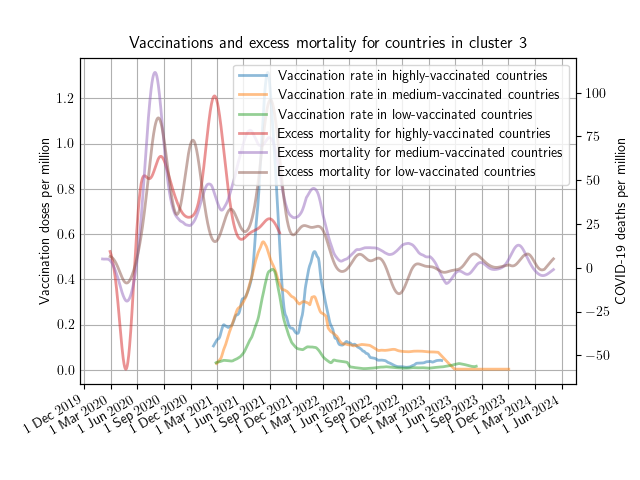 Vaccinations and excess mortality for countries in cluster 3
Vaccination rate in highly-vaccinated countries
Vaccination rate in medium-vaccinated countries
Vaccination rate in low-vaccinated countries
Excess mortality for highly-vaccinated countries
Excess mortality for medium-vaccinated countries
Excess mortality for low-vaccinated countries
Vaccination doses per million
1.2
1.0
0.8
0.6
0.4
0.2
0.0
COVID-19 deaths per million
100
75
50
25
0
−25
−50
1 Dec 2019
1 Mar 2020
1 Jun 2020
1 Sep 2020
1 Dec 2020
1 Mar 2021
1 Jun 2021
1 Sep 2021
1 Dec 2021
1 Mar 2022
1 Jun 2022
1 Sep 2022
1 Dec 2022
1 Mar 2023
1 Jun 2023
1 Sep 2023
1 Dec 2023
1 Mar 2024
1 Jun 2024